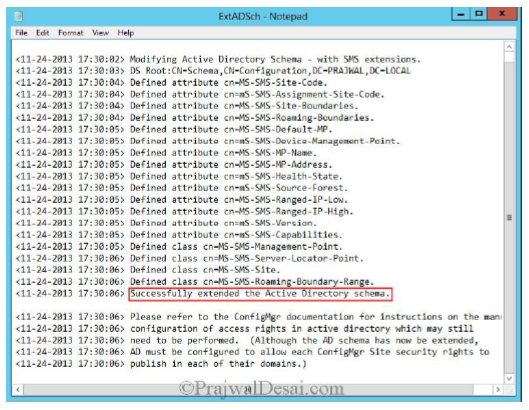 ExtADSch - Notepad
File Edit Format View Help
<11-24-2013 17:30:02> Modifying Active Directory Schema - with SMS extensions.
<11-24-2013 17:30:03> DS Root:CN=Schema,CN=Configuration,DC=PRAJWAL,DC=LOCAL
<11-24-2013 17:30:04> Defined attribute cn=MS-SMS-Site-Code.
<11-24-2013 17:30:04> Defined attribute cn=mS-SMS-Assignment-Site-Code.
<11-24-2013 17:30:04> Defined attribute cn=MS-SMS-Site-Boundaries.
<11-24-2013 17:30:04> Defined attribute cn=MS-SMS-Roaming-Boundaries.
<11-24-2013 17:30:05> Defined attribute cn=MS-SMS-Default-MP.
<11-24-2013 17:30:05> Defined attribute cn=mS-SMS-Device-Management-Point.
<11-24-2013 17:30:05> Defined attribute cn=MS-SMS-MP-Name.
<11-24-2013 17:30:05> Defined attribute cn=MS-SMS-MP-Address.
<11-24-2013 17:30:05> Defined attribute cn=mS-SMS-Health-State.
<11-24-2013 17:30:05> Defined attribute cn=mS-SMS-Source-Forest.
<11-24-2013 17:30:05> Defined attribute cn=MS-SMS-Ranged-IP-Low.
<11-24-2013 17:30:05> Defined attribute cn=MS-SMS-Ranged-IP-High.
<11-24-2013 17:30:05> Defined attribute cn=mS-SMS-Version.
<11-24-2013 17:30:05> Defined attribute cn=mS-SMS-Capabilities.
<11-24-2013 17:30:05> Defined class cn=MS-SMS-Management-Point.
<11-24-2013 17:30:06> Defined class cn=MS-SMS-Server-Locator-Point.
<11-24-2013 17:30:06> Defined class cn=MS-SMS-Site.
<11-24-2013 17:30:06> Defined class cn=MS-SMS-Roaming-Boundary-Range.
<11-24-2013 17:30:06> Successfully extended the Active Directory schema.
<11-24-2013 17:30:06> Please refer to the ConfigMgr documentation for instructions on the man
<11-24-2013 17:30:06> configuration of access rights in active directory which may still
<11-24-2013 17:30:06> need to be performed. (Although the AD schema has now be extended,
<11-24-2013 17:30:06> AD must be configured to allow each ConfigMgr Site security rights to
<11-24-2013 17:30:06> publish in each of their domains.)
©PrajwalDesai.com